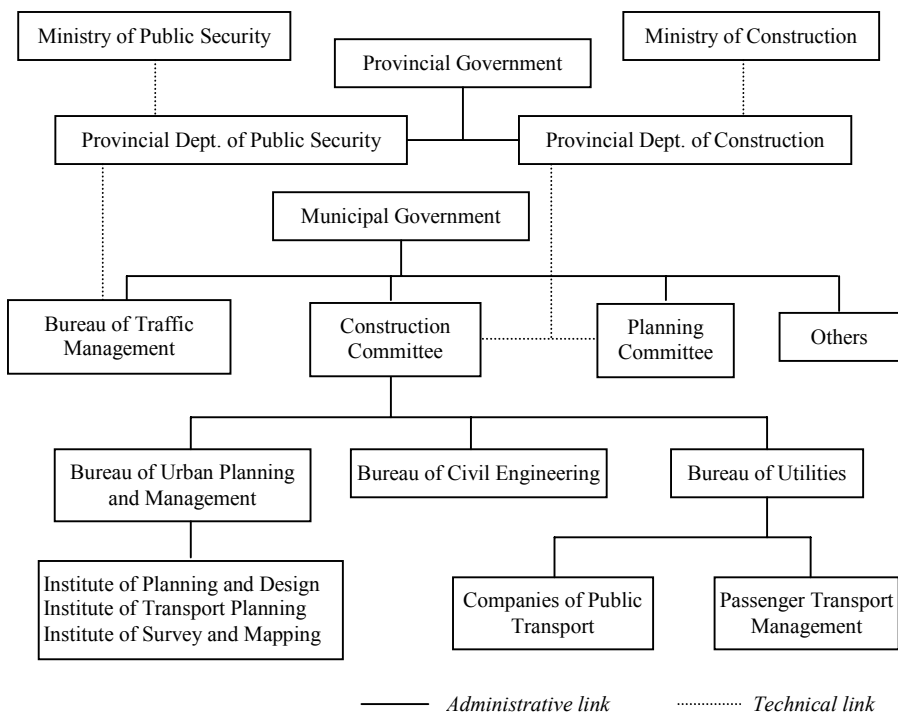 Ministry of Public Security
Ministry of Construction
Provincial Government
Provincial Dept. of Public Security
Provincial Dept. of Construction
Municipal Government
Bureau of Traffic
Management
Construction
Committee
Planning
Committee
Others
Bureau of Urban Planning
and Management
Bureau of Civil Engineering
Bureau of Utilities
Institute of Planning and Design
Institute of Transport Planning
Institute of Survey and Mapping
Companies of Public
Transport
Passenger Transport
Management
Administrative link
Technical link